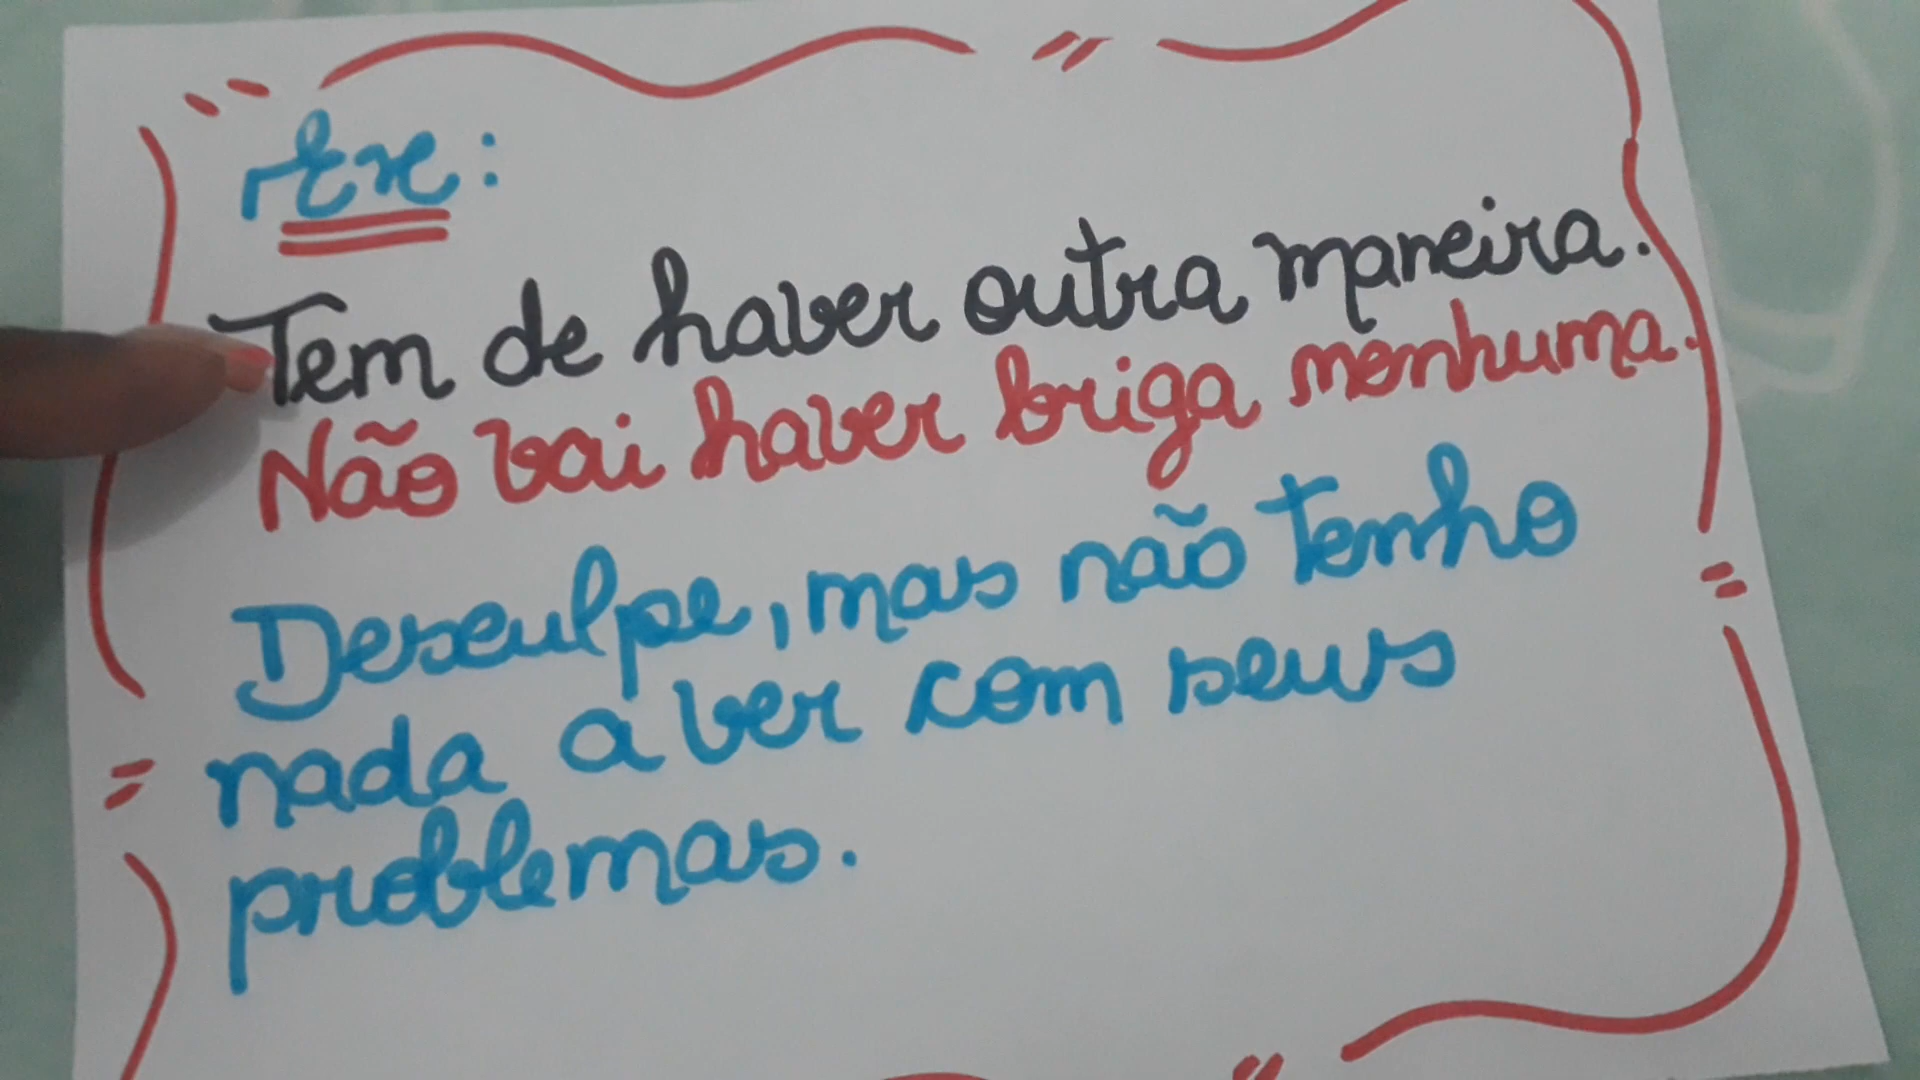 Ex:
Tem de haver outra maneira.
Não vai haver briga nenhuma.
Desculpe, mas não tenho
nada a ver com seus
problemas.